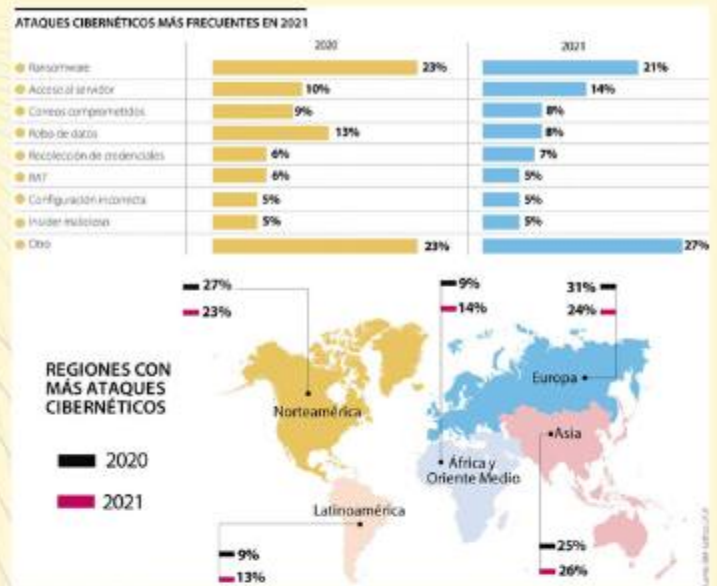 ATAQUES CIBERNÉTICOS MÁS FRECUENTES EN 2021
2020 2021
Ransomware 23% 21%
Acceso al servidor 10% 14%
Correos comprometidos 9% 8%
Robo de datos 13% 8%
Recolección de credenciales 6% 7%
RAT 6% 5%
Configuración incorrecta 5% 5%
Insider malicioso 5% 5%
Otro 23% 27%
27%
23%
9%
14%
31%
24%
REGIONES CON
MÁS ATAQUES
CIBERNÉTICOS
2020
2021
Norteamérica
Europa
Asia
África y
Oriente Medio
Latinoamérica
9%
13%
25%
26%